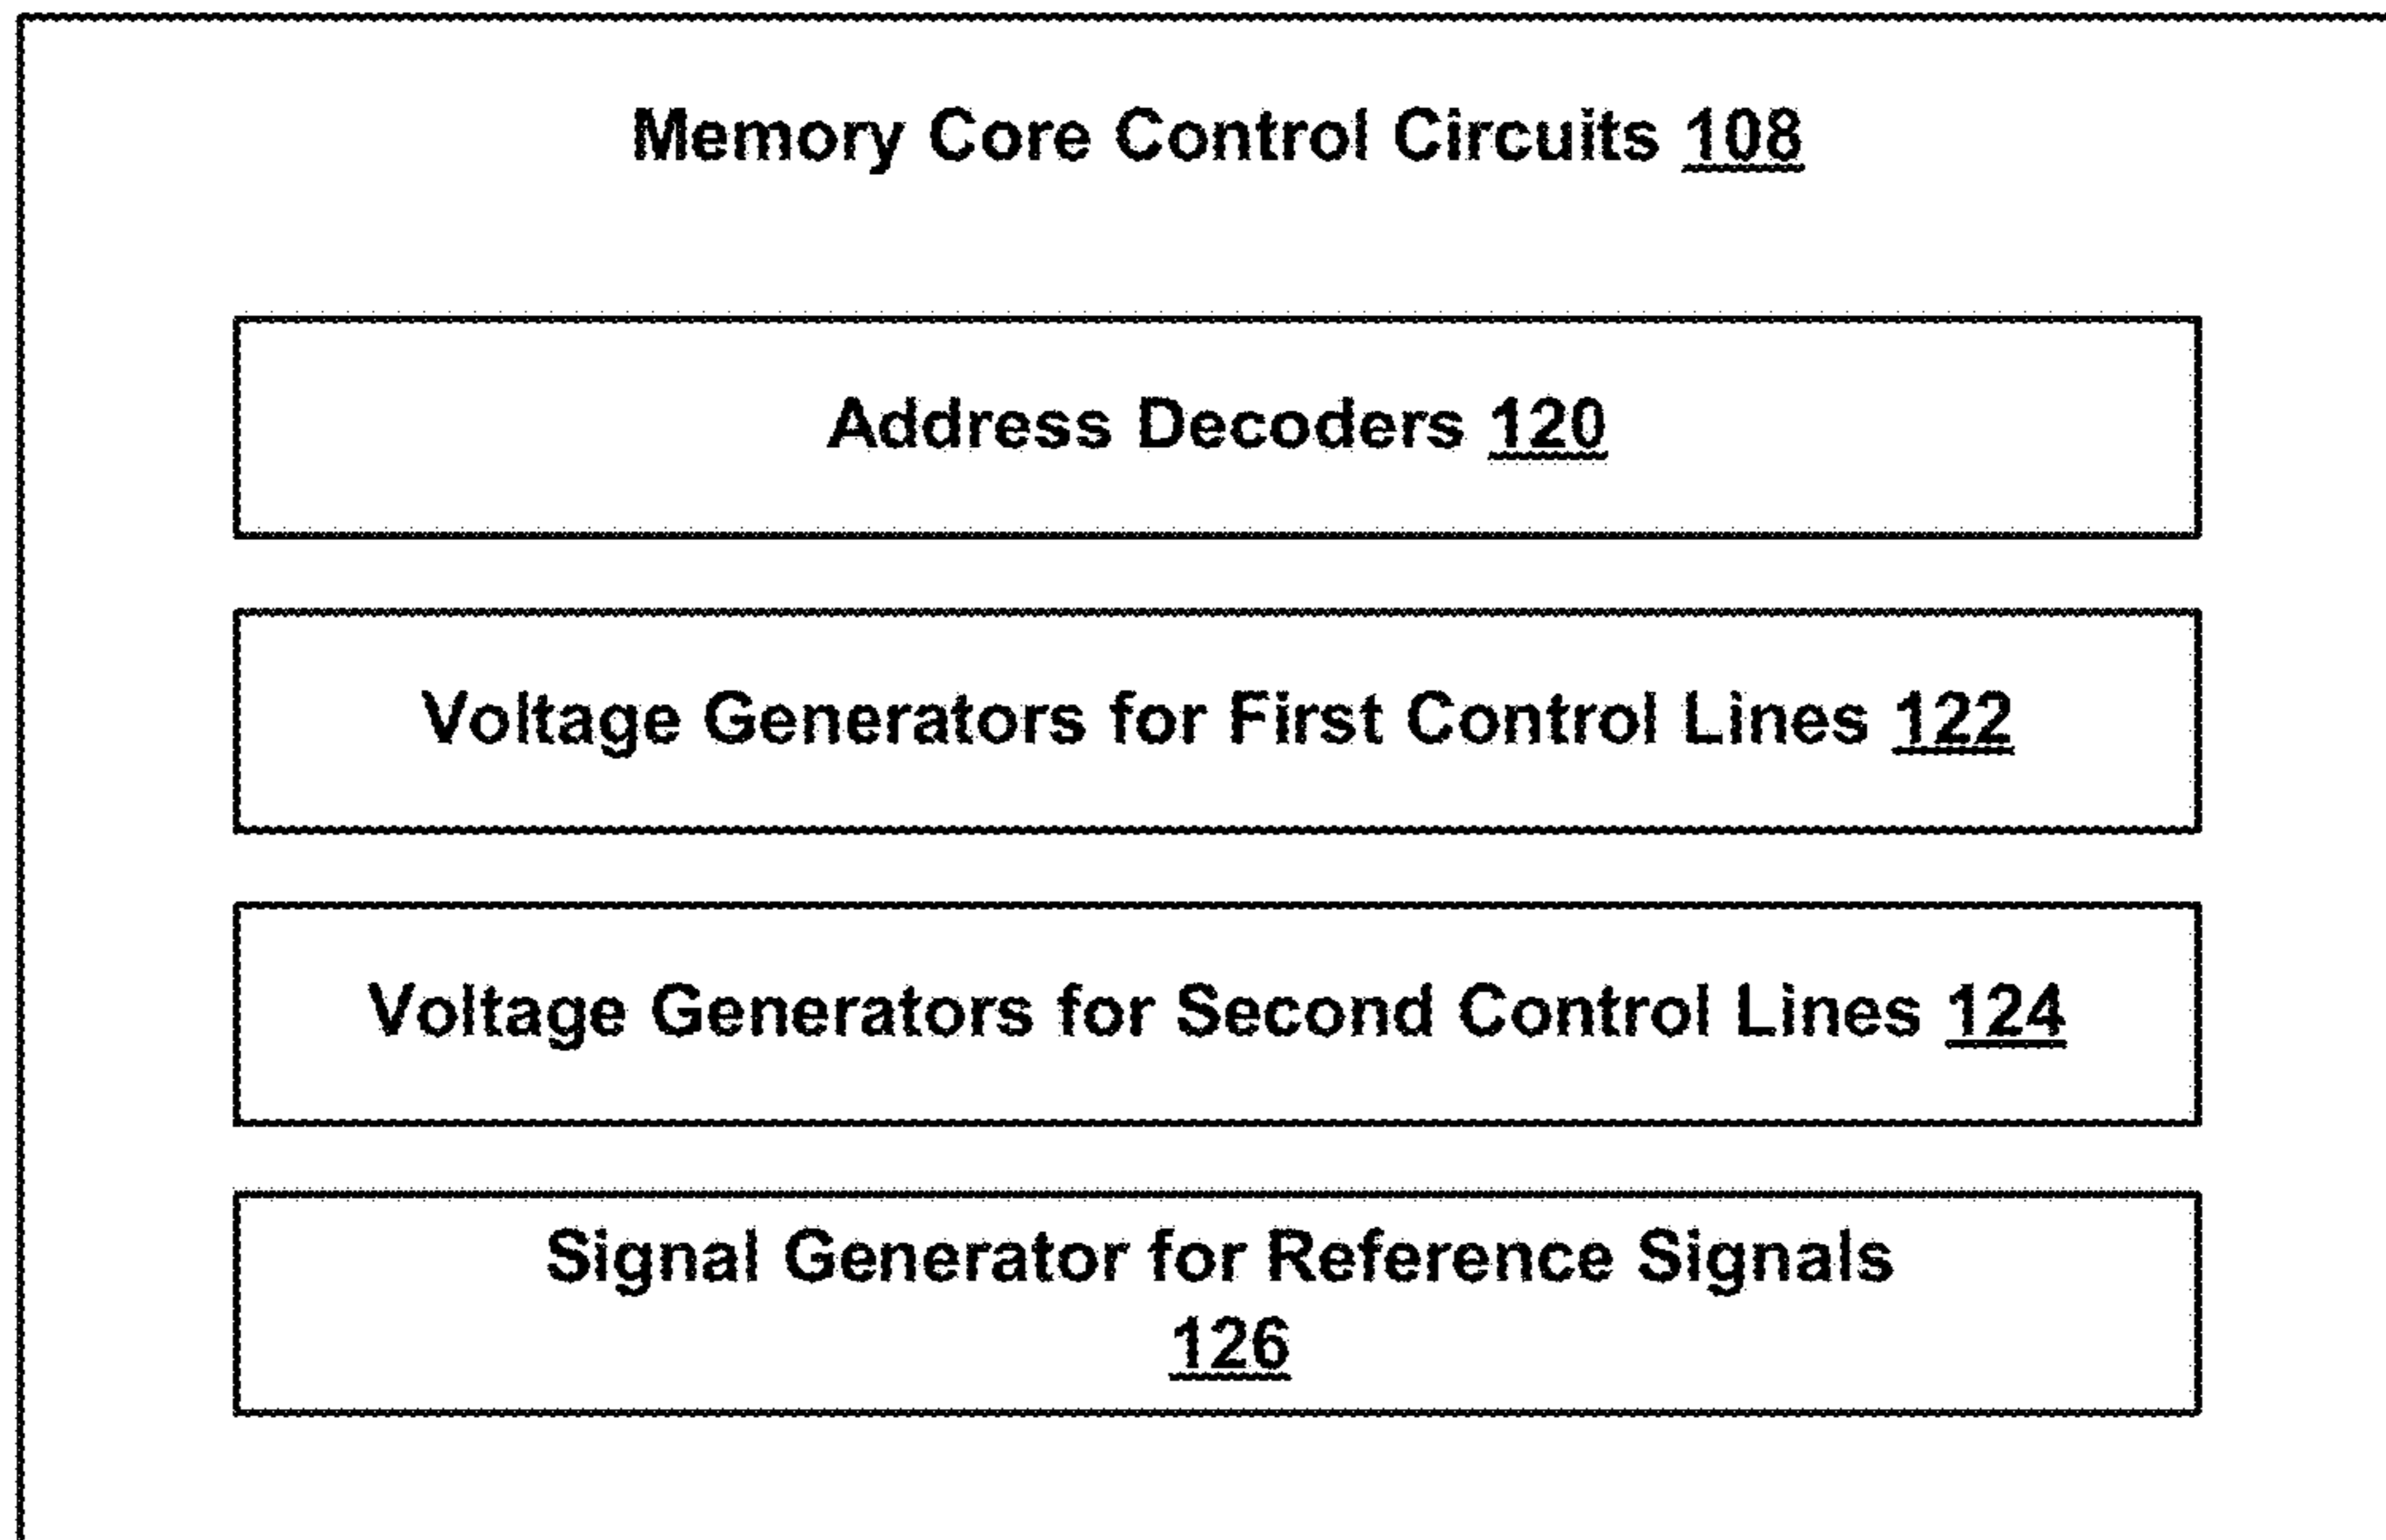 Memory Core Control Circuits 108
Address Decoders 120
Voltage Generators for First Control Lines 122
Voltage Generators for Second Control Lines 124
Signal Generator for Reference Signals
126